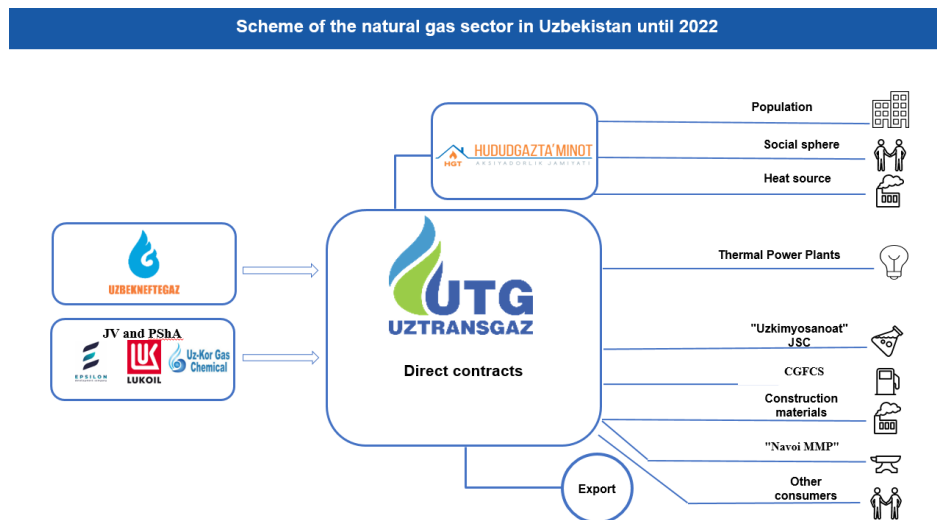 Scheme of the natural gas sector in Uzbekistan until 2022
Population
HUDUDGAZTA'MINOT
AKSIYADORLIK JAMIYATI
HGT
Social sphere
Heat source
UZBEKNEFTEGAZ
UTG
UZTRANSGAZ
Direct contracts
Thermal Power Plants
JV and PShA
EPSILON
LUK
LUKOIL
Uz-Kor Gas
Chemical
"Uzkimyosanoat"
JSC
CGFCS
Construction
materials
"Navoi MMP"
Other
consumers
Export